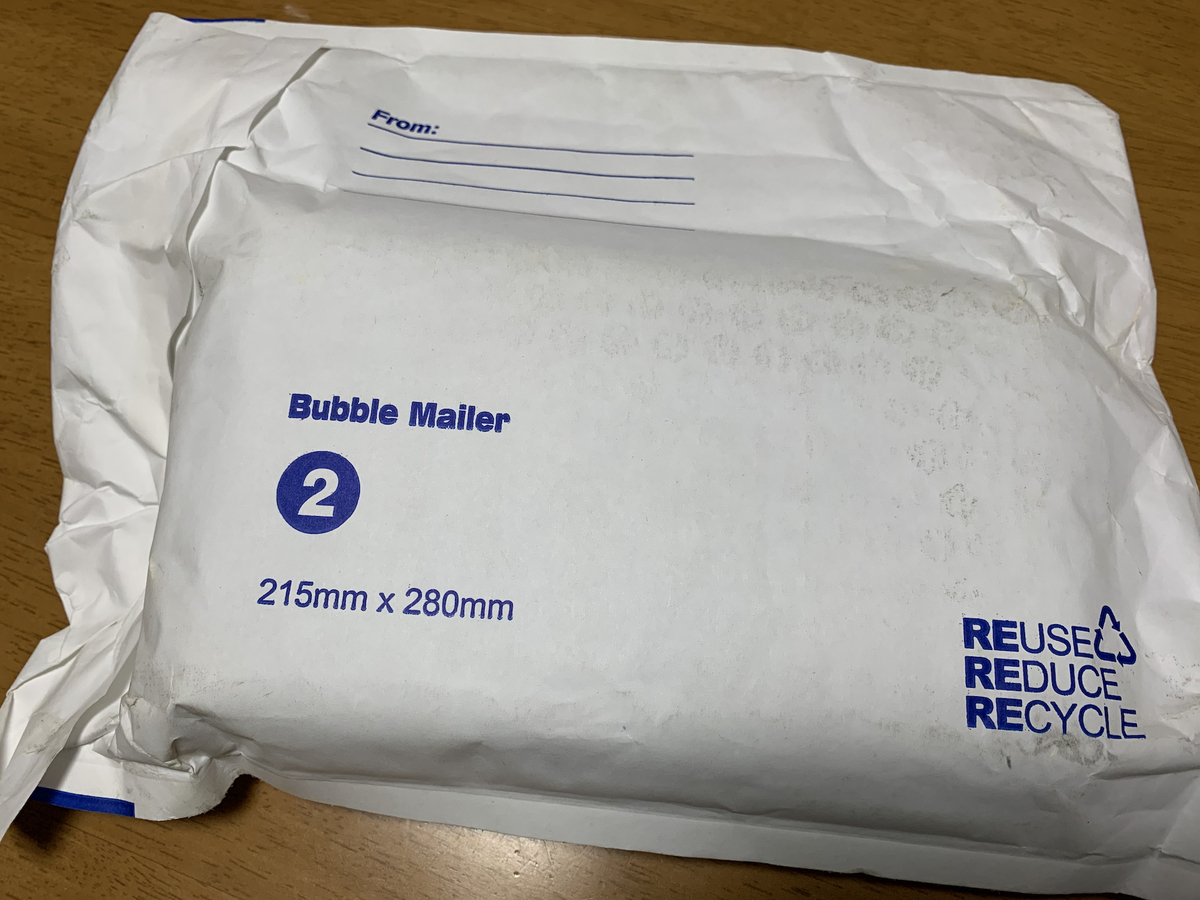 From:
Bubble Mailer
2
215mm x 280mm
REUSE
REDUCE
RECYCLE